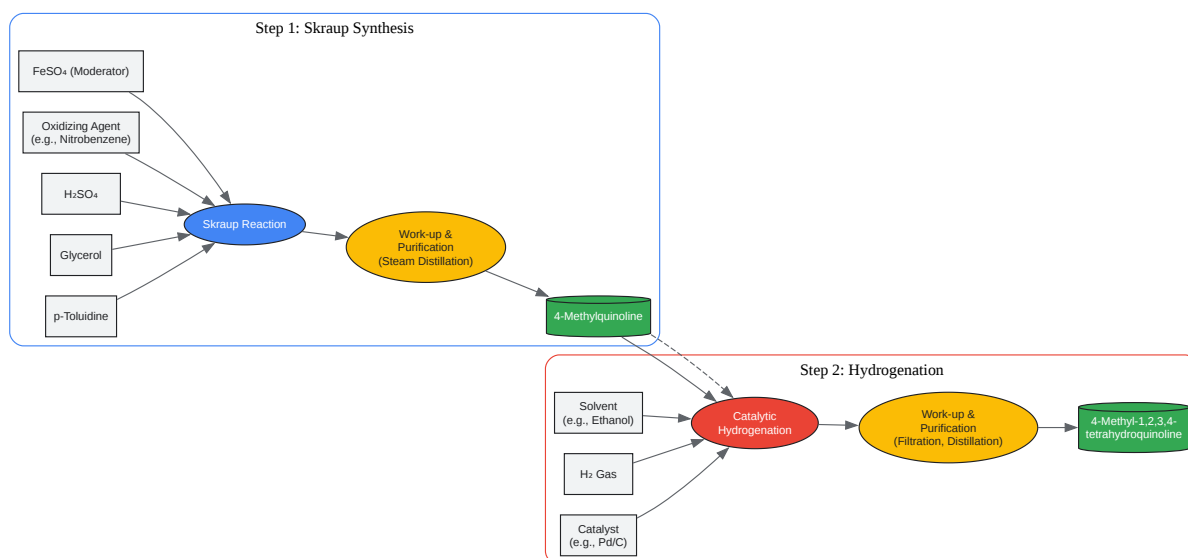 Step 1: Skraup Synthesis
FeSO₄ (Moderator)
Oxidizing Agent
(e.g., Nitrobenzene)
H₂SO₄
Glycerol
p-Toluidine
Skraup Reaction
Work-up &
Purification
(Steam Distillation)
4-Methylquinoline
Step 2: Hydrogenation
Solvent
(e.g., Ethanol)
H₂ Gas
Catalyst
(e.g., Pd/C)
Catalytic
Hydrogenation
Work-up &
Purification
(Filtration, Distillation)
4-Methyl-1,2,3,4-
tetrahydroquinoline